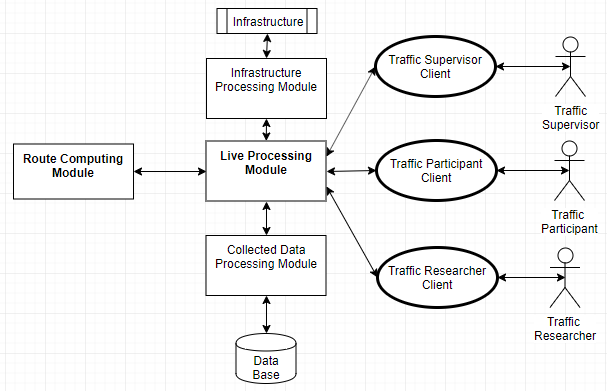 Infrastructure
Infrastructure
Processing Module
Traffic Supervisor
Client
Traffic
Supervisor
Route Computing
Module
Live Processing
Module
Traffic Participant
Client
Traffic
Participant
Collected Data
Processing Module
Traffic Researcher
Client
Traffic
Researcher
Data
Base